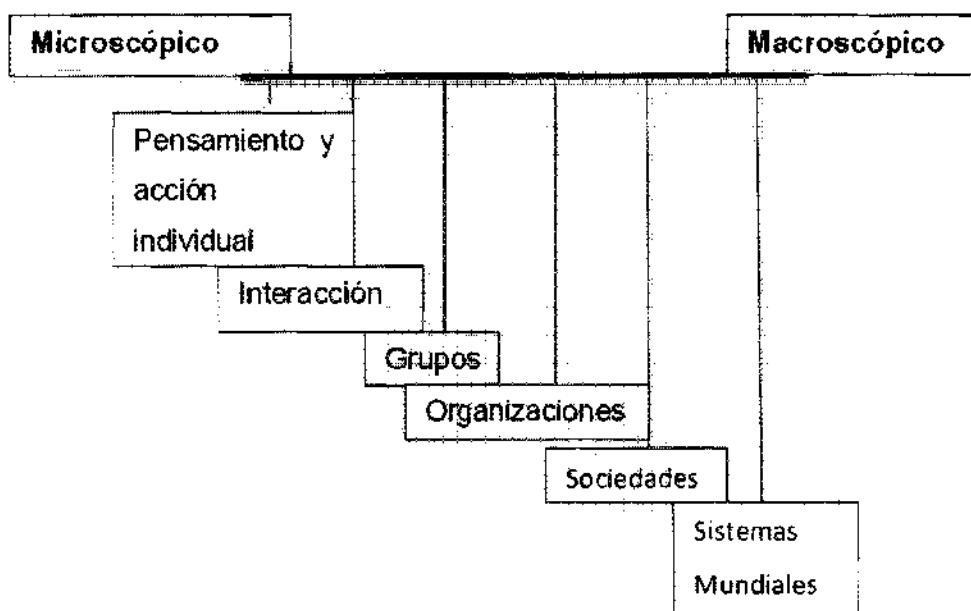 Microscópico
Macroscópico
Pensamiento y
acción
individual
Interacción
Grupos
Organizaciones
Sociedades
Sistemas
Mundiales